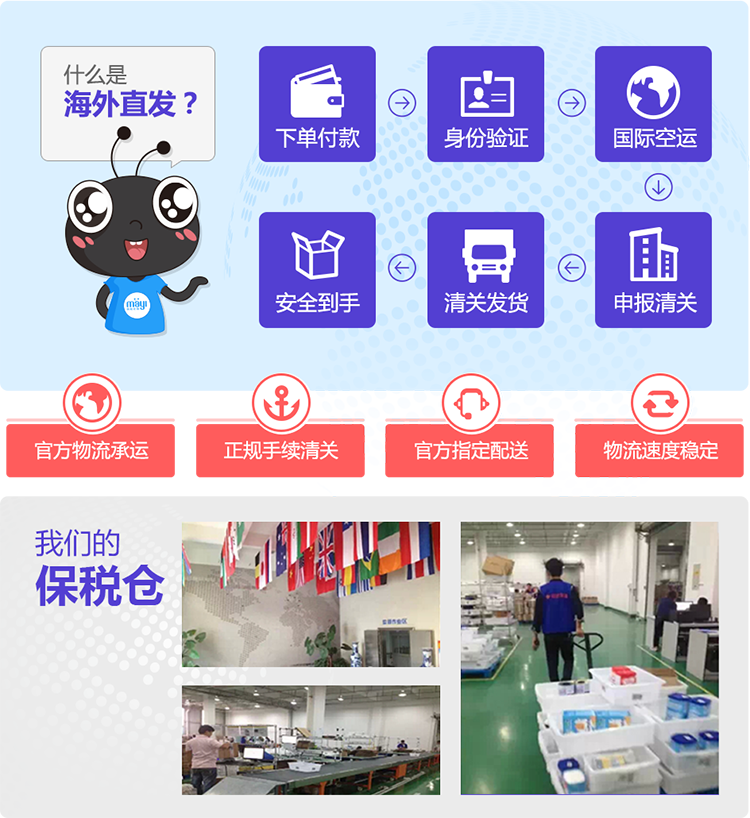 什么是
海外直发？
下单付款
身份验证
国际空运
申报清关
清关发货
安全到手
mayi
官方物流承运
正规手续清关
官方指定配送
物流速度稳定
我们的
保税仓